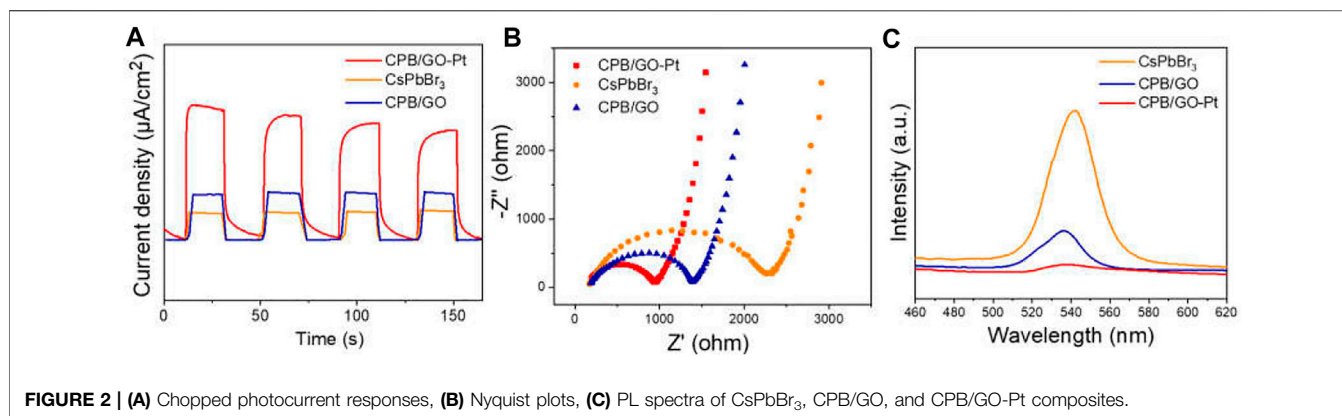 A
CPB/GO-Pt
CsPbBr₃
CPB/GO
Current density (µA/cm²)
0 50 100 150
Time (s)
B
CPB/GO-Pt
CsPbBr₃
CPB/GO
-Z" (ohm)
3000
2000
1000
0
0 1000 2000 3000
Z' (ohm)
C
CsPbBr₃
CPB/GO
CPB/GO-Pt
Intensity (a.u.)
460 480 500 520 540 560 580 600 620
Wavelength (nm)
FIGURE 2 | (A) Chopped photocurrent responses, (B) Nyquist plots, (C) PL spectra of CsPbBr₃, CPB/GO, and CPB/GO-Pt composites.